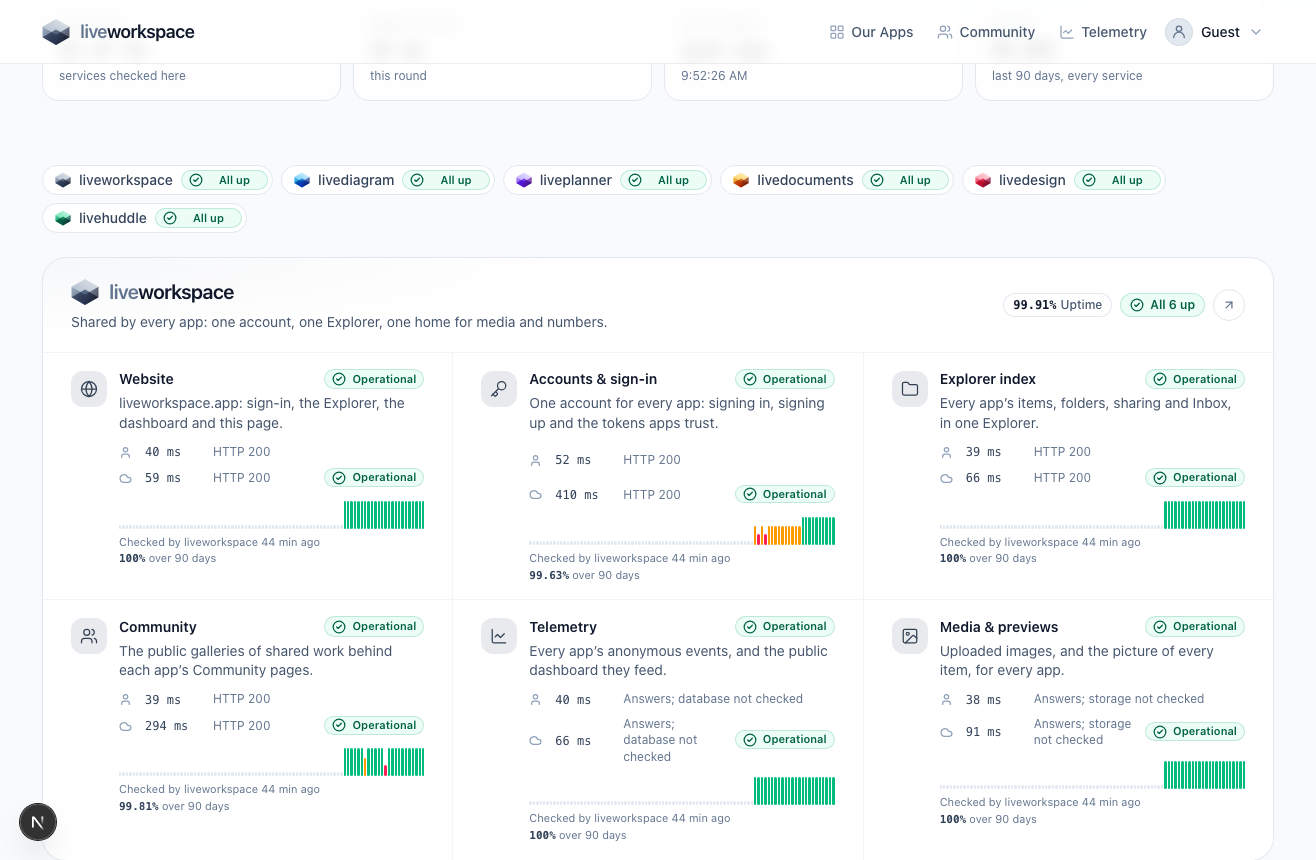 liveworkspace
Our Apps
Community
Telemetry
Guest
services checked here
this round
9:52:26 AM
last 90 days, every service
liveworkspace All up
livediagram All up
liveplanner All up
livedocuments All up
livedesign All up
livehuddle All up
liveworkspace
Shared by every app: one account, one Explorer, one home for media and numbers.
99.91% Uptime
All 6 up
Website
Operational
liveworkspace.app: sign-in, the Explorer, the
dashboard and this page.
40 ms HTTP 200
59 ms HTTP 200 Operational
Checked by liveworkspace 44 min ago
100% over 90 days
Accounts & sign-in
Operational
One account for every app: signing in, signing
up and the tokens apps trust.
52 ms HTTP 200
410 ms HTTP 200 Operational
Checked by liveworkspace 44 min ago
99.63% over 90 days
Explorer index
Operational
Every app's items, folders, sharing and Inbox,
in one Explorer.
39 ms HTTP 200
66 ms HTTP 200 Operational
Checked by liveworkspace 44 min ago
100% over 90 days
Community
Operational
The public galleries of shared work behind
each app's Community pages.
39 ms HTTP 200
294 ms HTTP 200 Operational
Checked by liveworkspace 44 min ago
99.81% over 90 days
Telemetry
Operational
Every app's anonymous events, and the public
dashboard they feed.
40 ms Answers; database not checked
66 ms
Answers;
database not
checked
Operational
Checked by liveworkspace 44 min ago
100% over 90 days
Media & previews
Operational
Uploaded images, and the picture of every
item, for every app.
38 ms Answers; storage not checked
91 ms
Answers; storage
not checked
Operational
Checked by liveworkspace 44 min ago
100% over 90 days
N